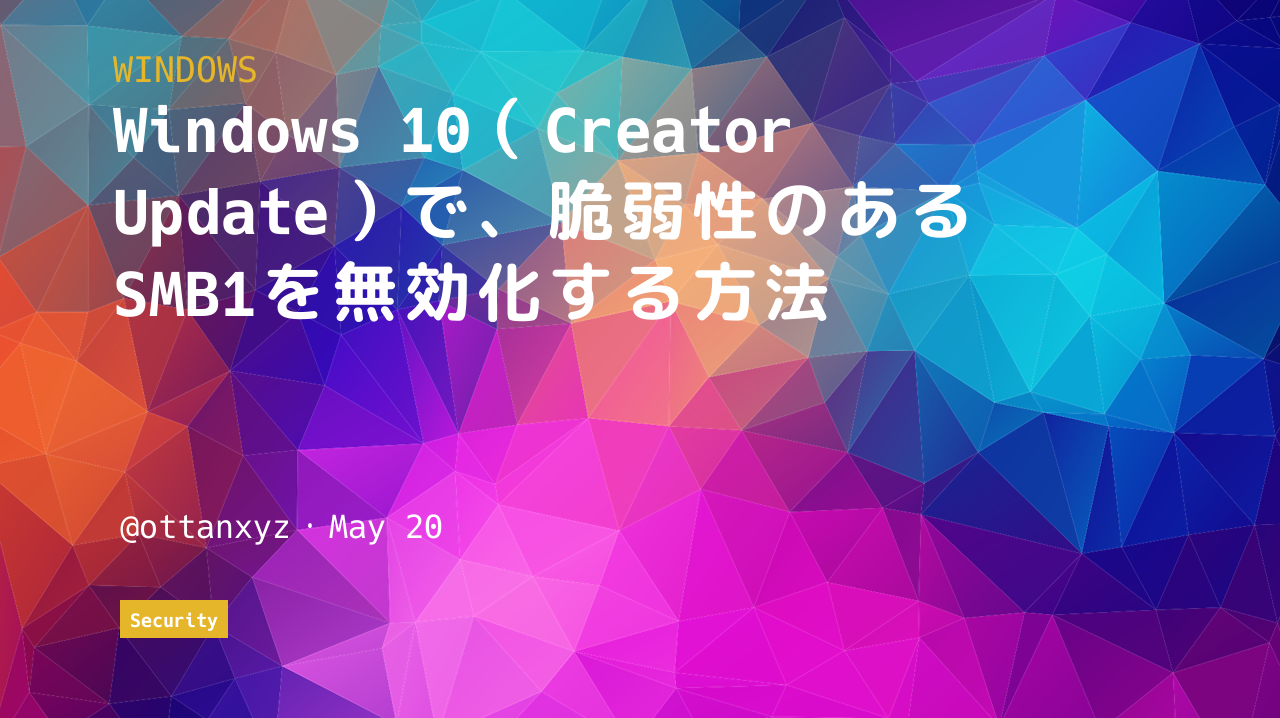 WINDOWS
Windows 10（Creator
Update）で、脆弱性のある
SMB1を無効化する方法
@ottanxyz・May 20
Security